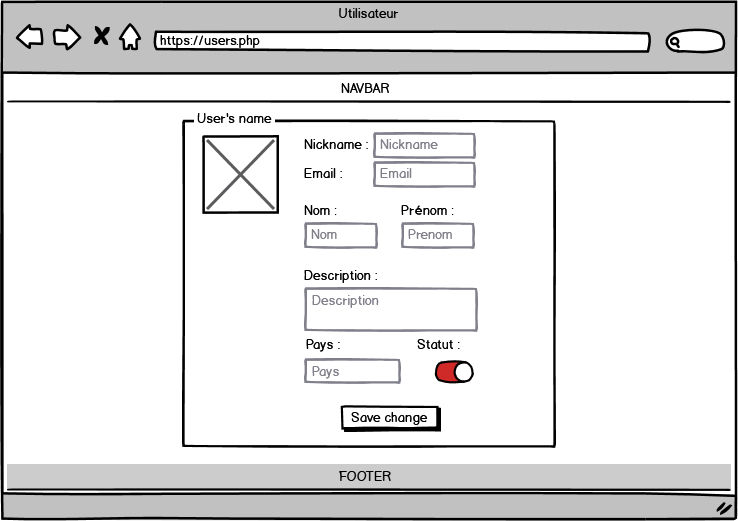 Utilisateur
https://users.php
NAVBAR
User's name
Nickname : Nickname
Email : Email
Nom : Prénom :
Nom Prenom
Description :
Description
Pays : Statut :
Pays
Save change
FOOTER